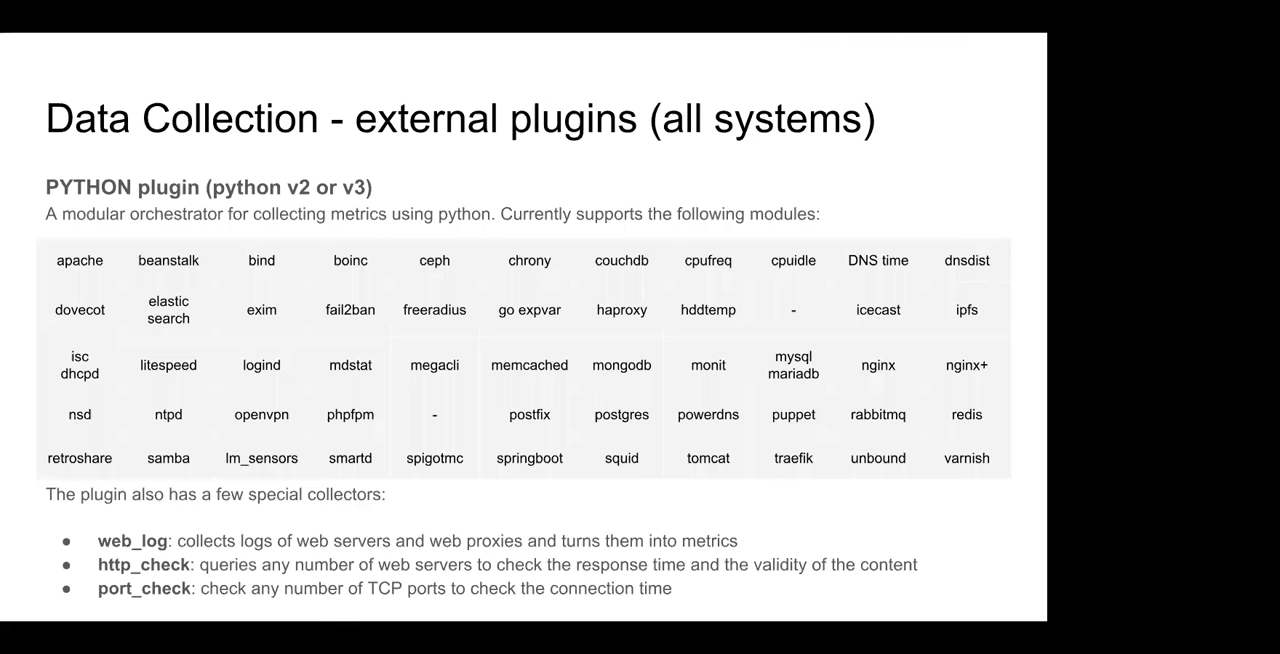 Data Collection - external plugins (all systems)
PYTHON plugin (python v2 or v3)
A modular orchestrator for collecting metrics using python. Currently supports the following modules:
apache beanstalk bind boinc ceph chrony couchdb cpufreq cpuidle DNS time dnsdist
dovecot elastic search exim fail2ban freeradius go expvar haproxy hddtemp - icecast ipfs
isc dhcpd litespeed logind mdstat megacli memcached mongodb monit mysql mariadb nginx nginx+
nsd ntpd openvpn phpfpm - postfix postgres powerdns puppet rabbitmq redis
retroshare samba lm_sensors smartd spigotmc springboot squid tomcat traefik unbound varnish
The plugin also has a few special collectors:
● web_log: collects logs of web servers and web proxies and turns them into metrics
● http_check: queries any number of web servers to check the response time and the validity of the content
● port_check: check any number of TCP ports to check the connection time